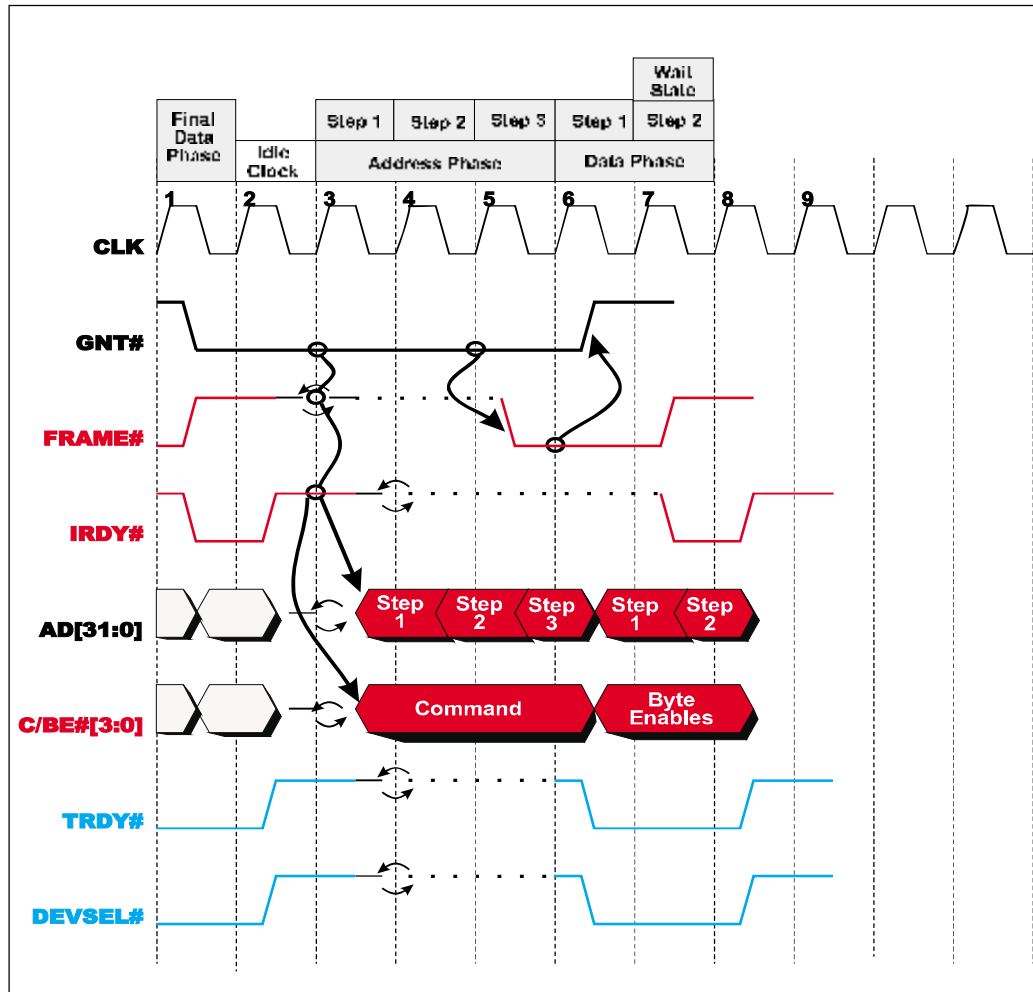 Wait
State
Final
Data
Phase
Step 1
Step 2
Step 3
Step 1
Step 2
Idle
Clock
Address Phase
Data Phase
1
2
3
4
5
6
7
8
9
CLK
GNT#
FRAME#
IRDY#
AD[31:0]
Step
1
Step
2
Step
3
Step
1
Step
2
C/BE#[3:0]
Command
Byte
Enables
TRDY#
DEVSEL#